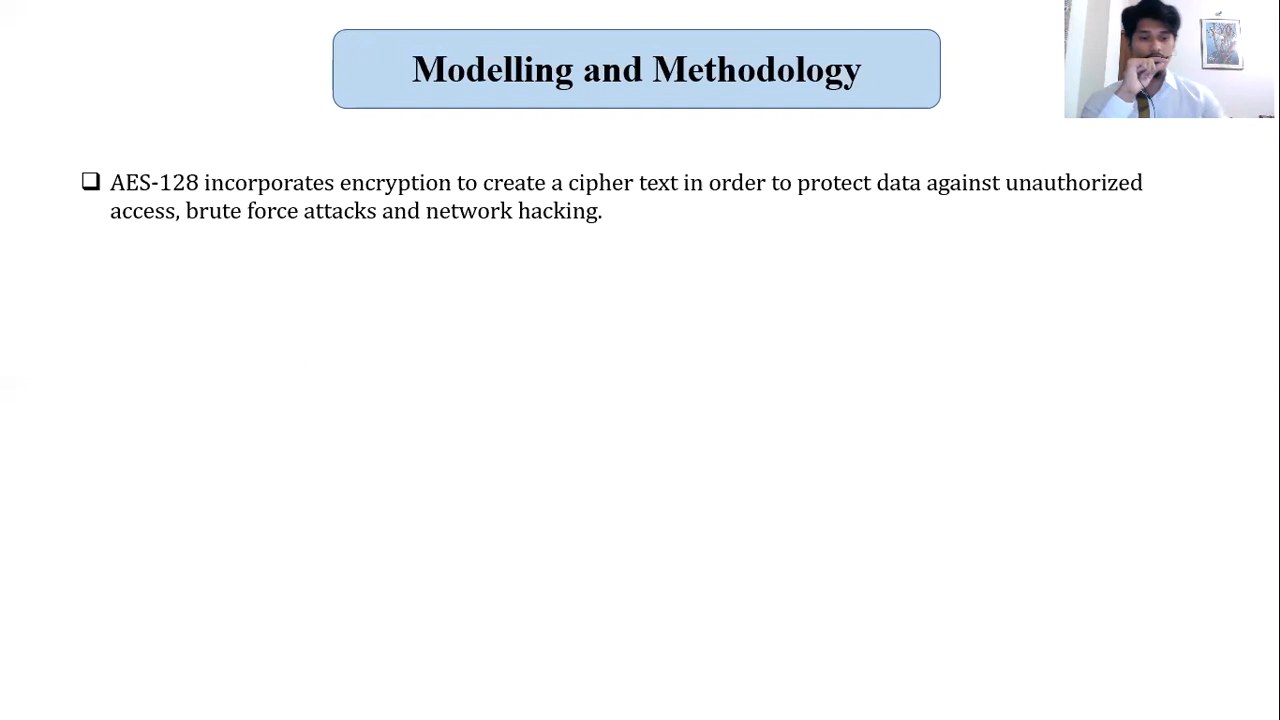 Modelling and Methodology
❑ AES-128 incorporates encryption to create a cipher text in order to protect data against unauthorized
access, brute force attacks and network hacking.